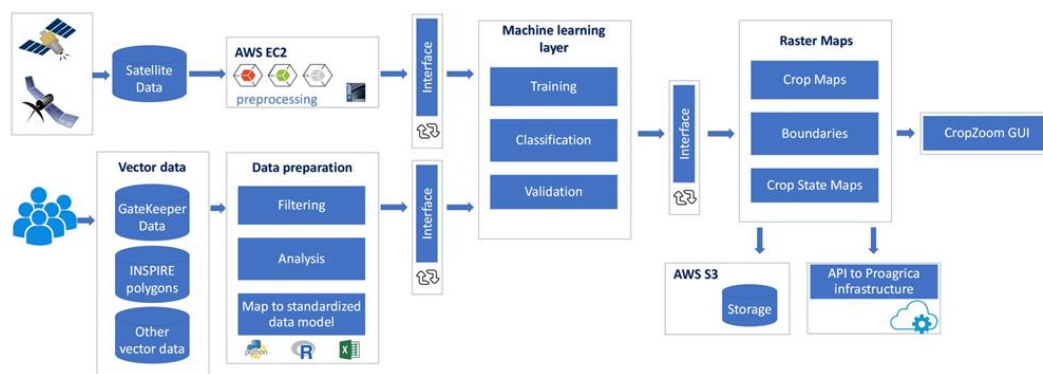 Satellite
Data
AWS EC2
preprocessing
Interface
Machine learning
layer
Training
Classification
Validation
Interface
Raster Maps
Crop Maps
Boundaries
Crop State Maps
CropZoom GUI
Vector data
GateKeeper
Data
INSPIRE
polygons
Other
vector data
Data preparation
Filtering
Analysis
Map to standardized
data model
python
R
X
Interface
AWS S3
Storage
API to Proagrica
infrastructure